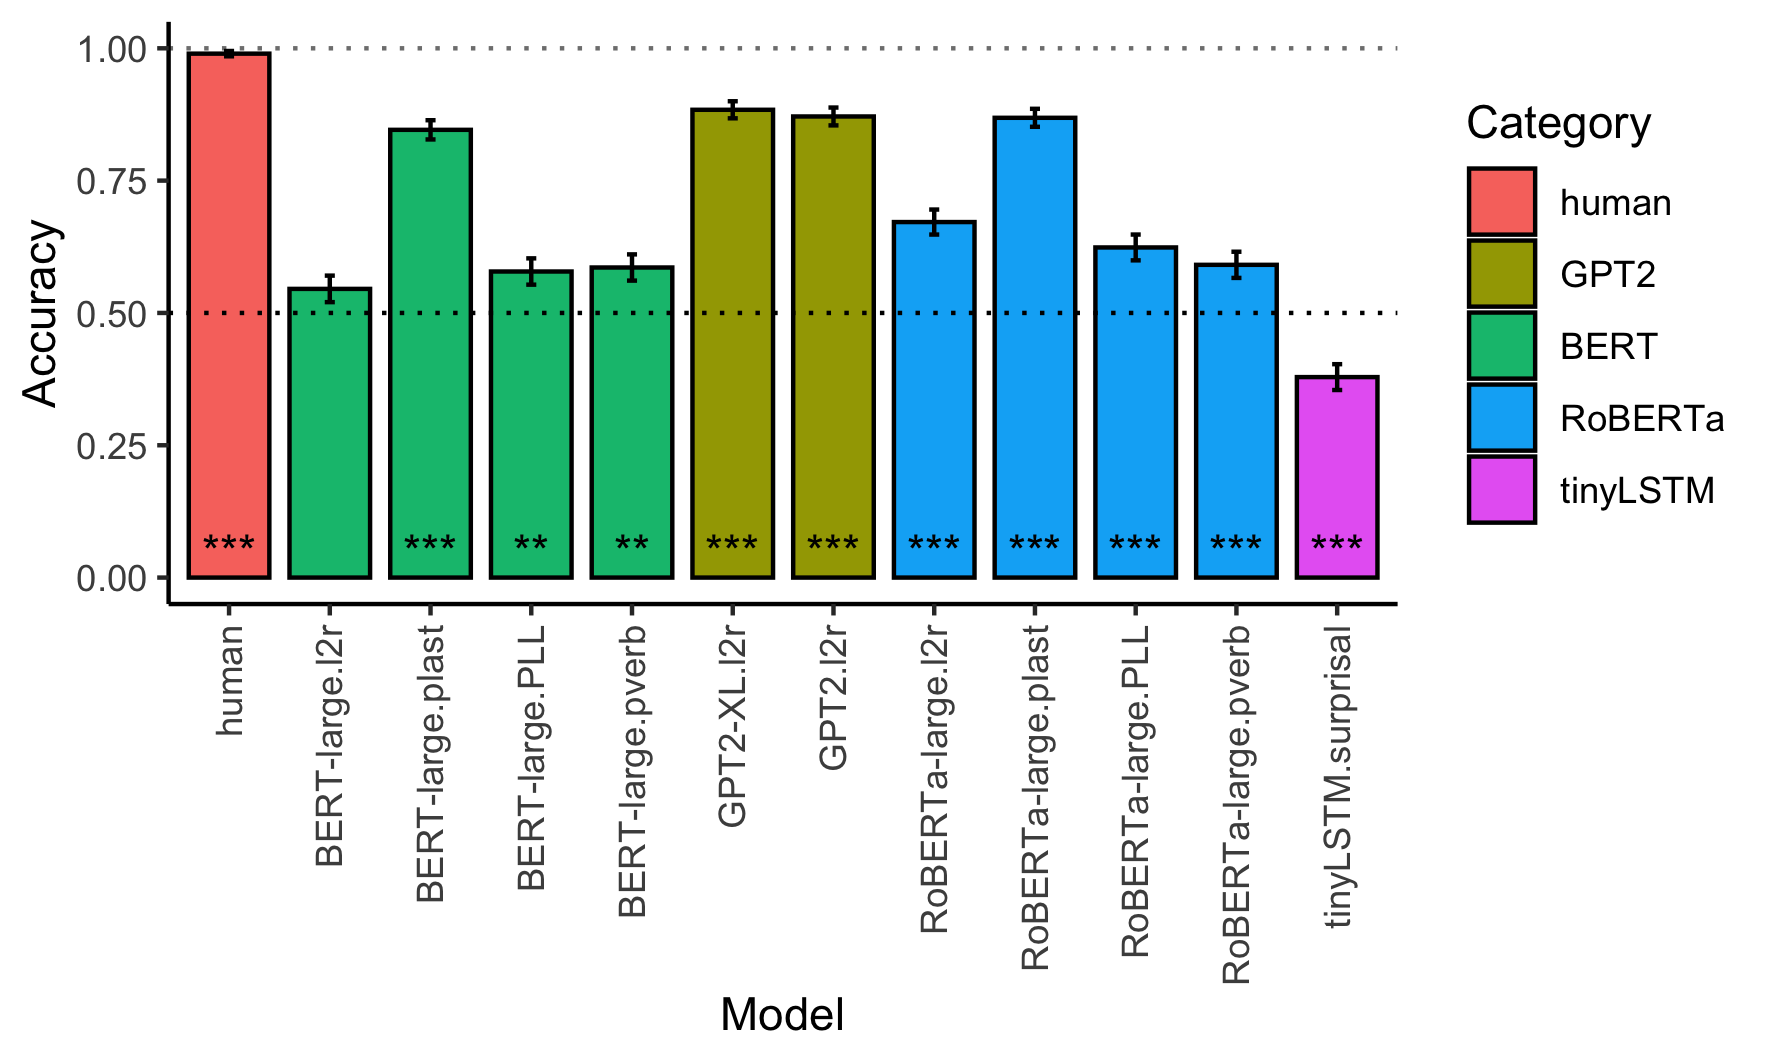 Accuracy
1.00
0.75
0.50
0.25
0.00
***
***
**
**
***
***
***
***
***
***
***
human
BERT-large.l2r
BERT-large.plast
BERT-large.PLL
BERT-large.pverb
GPT2-XL.l2r
GPT2.l2r
RoBERTa-large.l2r
RoBERTa-large.plast
RoBERTa-large.PLL
RoBERTa-large.pverb
tinyLSTM.surprisal
Model
Category
human
GPT2
BERT
RoBERTa
tinyLSTM